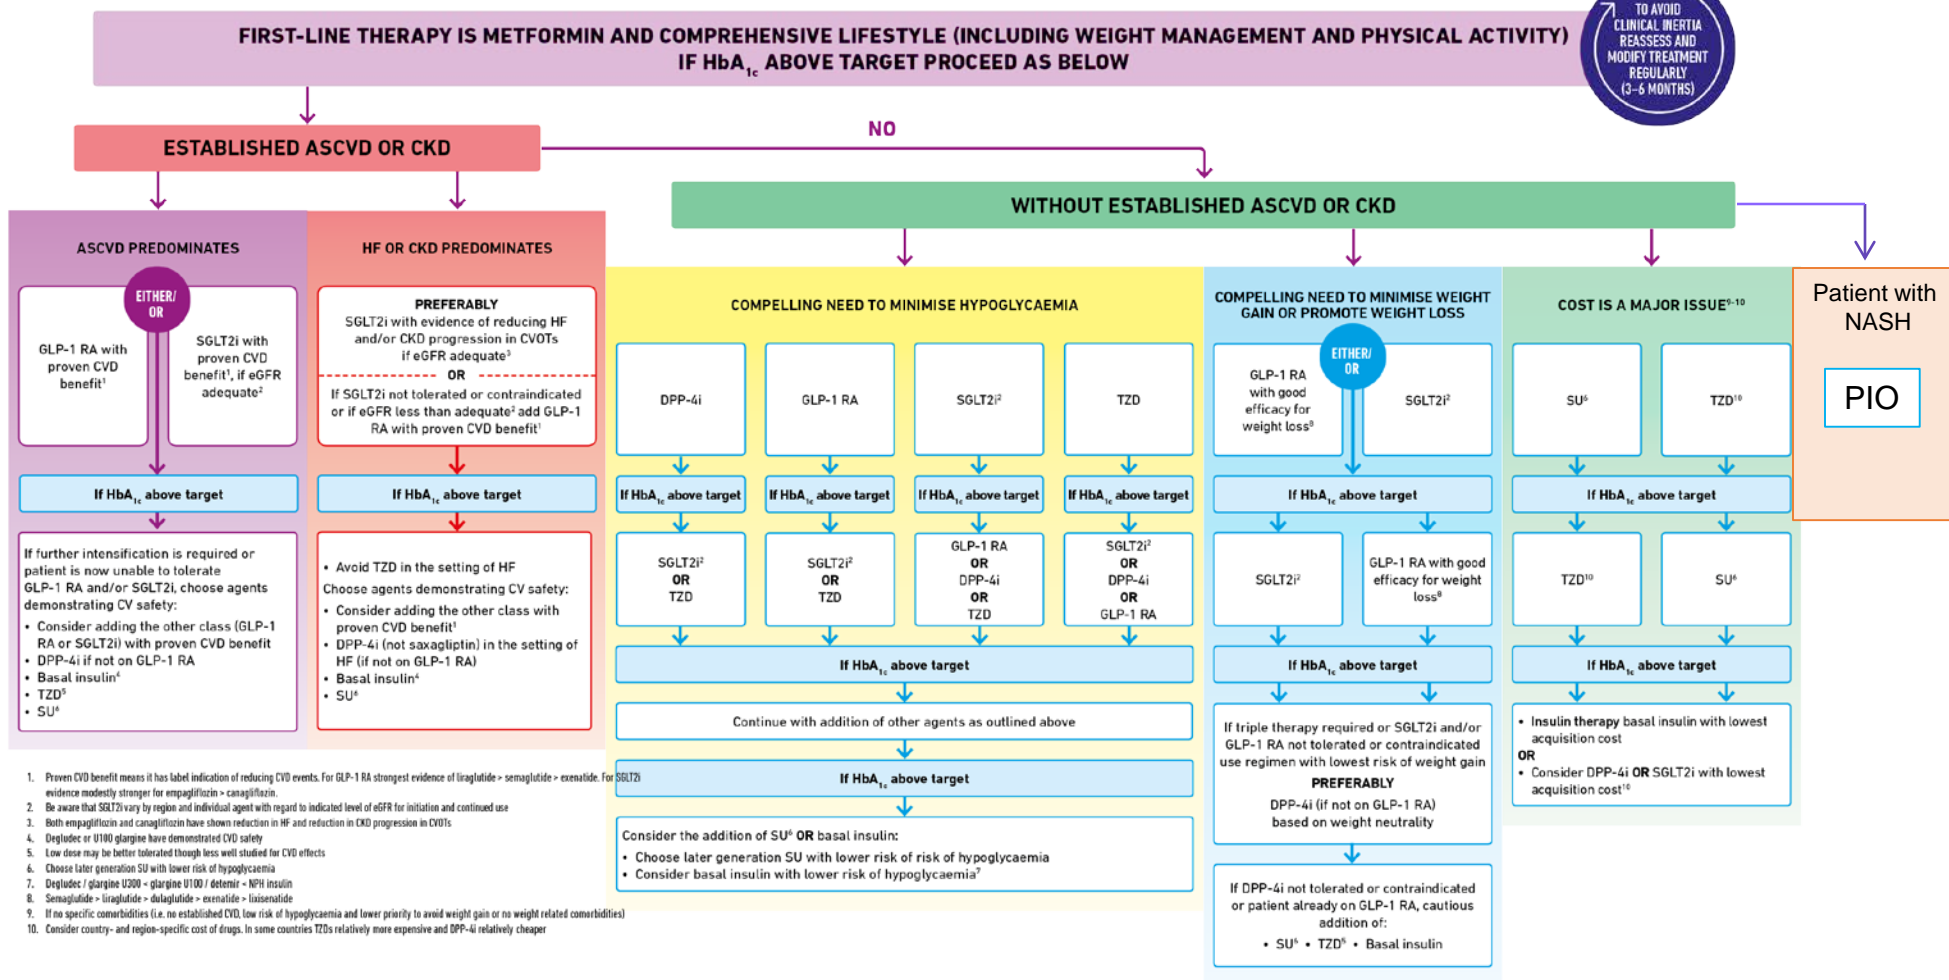 FIRST-LINE THERAPY IS METFORMIN AND COMPREHENSIVE LIFESTYLE (INCLUDING WEIGHT MANAGEMENT AND PHYSICAL ACTIVITY)
IF HbA1c ABOVE TARGET PROCEED AS BELOW
TO AVOID
CLINICAL INERTIA
REASSESS AND
MODIFY TREATMENT
REGULARLY
(3–6 MONTHS)
ESTABLISHED ASCVD OR CKD
NO
WITHOUT ESTABLISHED ASCVD OR CKD
ASCVD PREDOMINATES
EITHER/
OR
GLP-1 RA with
proven CVD
benefit¹
SGLT2i with
proven CVD
benefit¹, if eGFR
adequate²
If HbA1c above target
If further intensification is required or
patient is now unable to tolerate
GLP-1 RA and/or SGLT2i, choose agents
demonstrating CV safety:
• Consider adding the other class (GLP-1
RA or SGLT2i) with proven CVD benefit
• DPP-4i if not on GLP-1 RA
• Basal insulin⁴
• TZD⁵
• SU⁶
HF OR CKD PREDOMINATES
PREFERABLY
SGLT2i with evidence of reducing HF
and/or CKD progression in CVOTs
if eGFR adequate³
OR
If SGLT2i not tolerated or contraindicated
or if eGFR less than adequate² add GLP-1
RA with proven CVD benefit¹
If HbA1c above target
• Avoid TZD in the setting of HF
Choose agents demonstrating CV safety:
• Consider adding the other class with
proven CVD benefit¹
• DPP-4i (not saxagliptin) in the setting of
HF (if not on GLP-1 RA)
• Basal insulin⁴
• SU⁶
COMPELLING NEED TO MINIMISE HYPOGLYCAEMIA
DPP-4i
GLP-1 RA
SGLT2i²
TZD
If HbA1c above target
If HbA1c above target
If HbA1c above target
If HbA1c above target
SGLT2i²
OR
TZD
SGLT2i²
OR
TZD
GLP-1 RA
OR
DPP-4i
OR
TZD
SGLT2i²
OR
DPP-4i
OR
GLP-1 RA
If HbA1c above target
Continue with addition of other agents as outlined above
If HbA1c above target
Consider the addition of SU⁶ OR basal insulin:
• Choose later generation SU with lower risk of risk of hypoglycaemia
• Consider basal insulin with lower risk of hypoglycaemia⁷
COMPELLING NEED TO MINIMISE WEIGHT
GAIN OR PROMOTE WEIGHT LOSS
EITHER/
OR
GLP-1 RA
with good
efficacy for
weight loss⁸
SGLT2i²
If HbA1c above target
SGLT2i²
GLP-1 RA with good
efficacy for weight
loss⁸
If HbA1c above target
If triple therapy required or SGLT2i and/or
GLP-1 RA not tolerated or contraindicated
use regimen with lowest risk of weight gain
PREFERABLY
DPP-4i (if not on GLP-1 RA)
based on weight neutrality
If DPP-4i not tolerated or contraindicated
or patient already on GLP-1 RA, cautious
addition of:
• SU⁶ • TZD⁵ • Basal insulin
COST IS A MAJOR ISSUE⁹⁻¹⁰
SU⁶
TZD¹⁰
If HbA1c above target
TZD¹⁰
SU⁶
If HbA1c above target
• Insulin therapy basal insulin with lowest
acquisition cost
OR
• Consider DPP-4i OR SGLT2i with lowest
acquisition cost¹⁰
Patient with
NASH
PIO
1. Proven CVD benefit means it has label indication of reducing CVD events. For GLP-1 RA strongest evidence of liraglutide > semaglutide > exenatide. For SGLT2i
evidence modestly stronger for empagliflozin > canagliflozin.
2. Be aware that SGLT2i vary by region and individual agent with regard to indicated level of eGFR for initiation and continued use
3. Both empagliflozin and canagliflozin have shown reduction in HF and reduction in CKD progression in CVOTs
4. Degludec or U100 glargine have demonstrated CVD safety
5. Low dose may be better tolerated though less well studied for CVD effects
6. Choose later generation SU with lower risk of hypoglycaemia
7. Degludec / glargine U300 < glargine U100 / detemir < NPH insulin
8. Semaglutide > liraglutide > dulaglutide > exenatide > lixisenatide
9. If no specific comorbidities (i.e. no established CVD, low risk of hypoglycaemia and lower priority to avoid weight gain or no weight related comorbidities)
10. Consider country- and region-specific cost of drugs. In some countries TZDs relatively more expensive and DPP-4i relatively cheaper